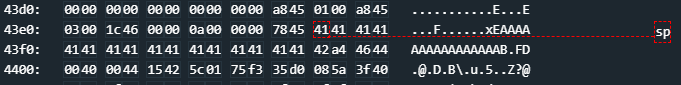 43d0: 0000 0000 0000 0000 a845 0100 a845 ...........E...E
43e0: 0300 1c46 0000 0a00 0000 7845 4141 4141 ...F......xEAAAA sp
43f0: 4141 4141 4141 4141 4141 4141 42a4 4644 AAAAAAAAAAAAB.FD
4400: 0040 0044 1542 5c01 75f3 35d0 085a 3f40 .@.D.B\.u.5..Z?@